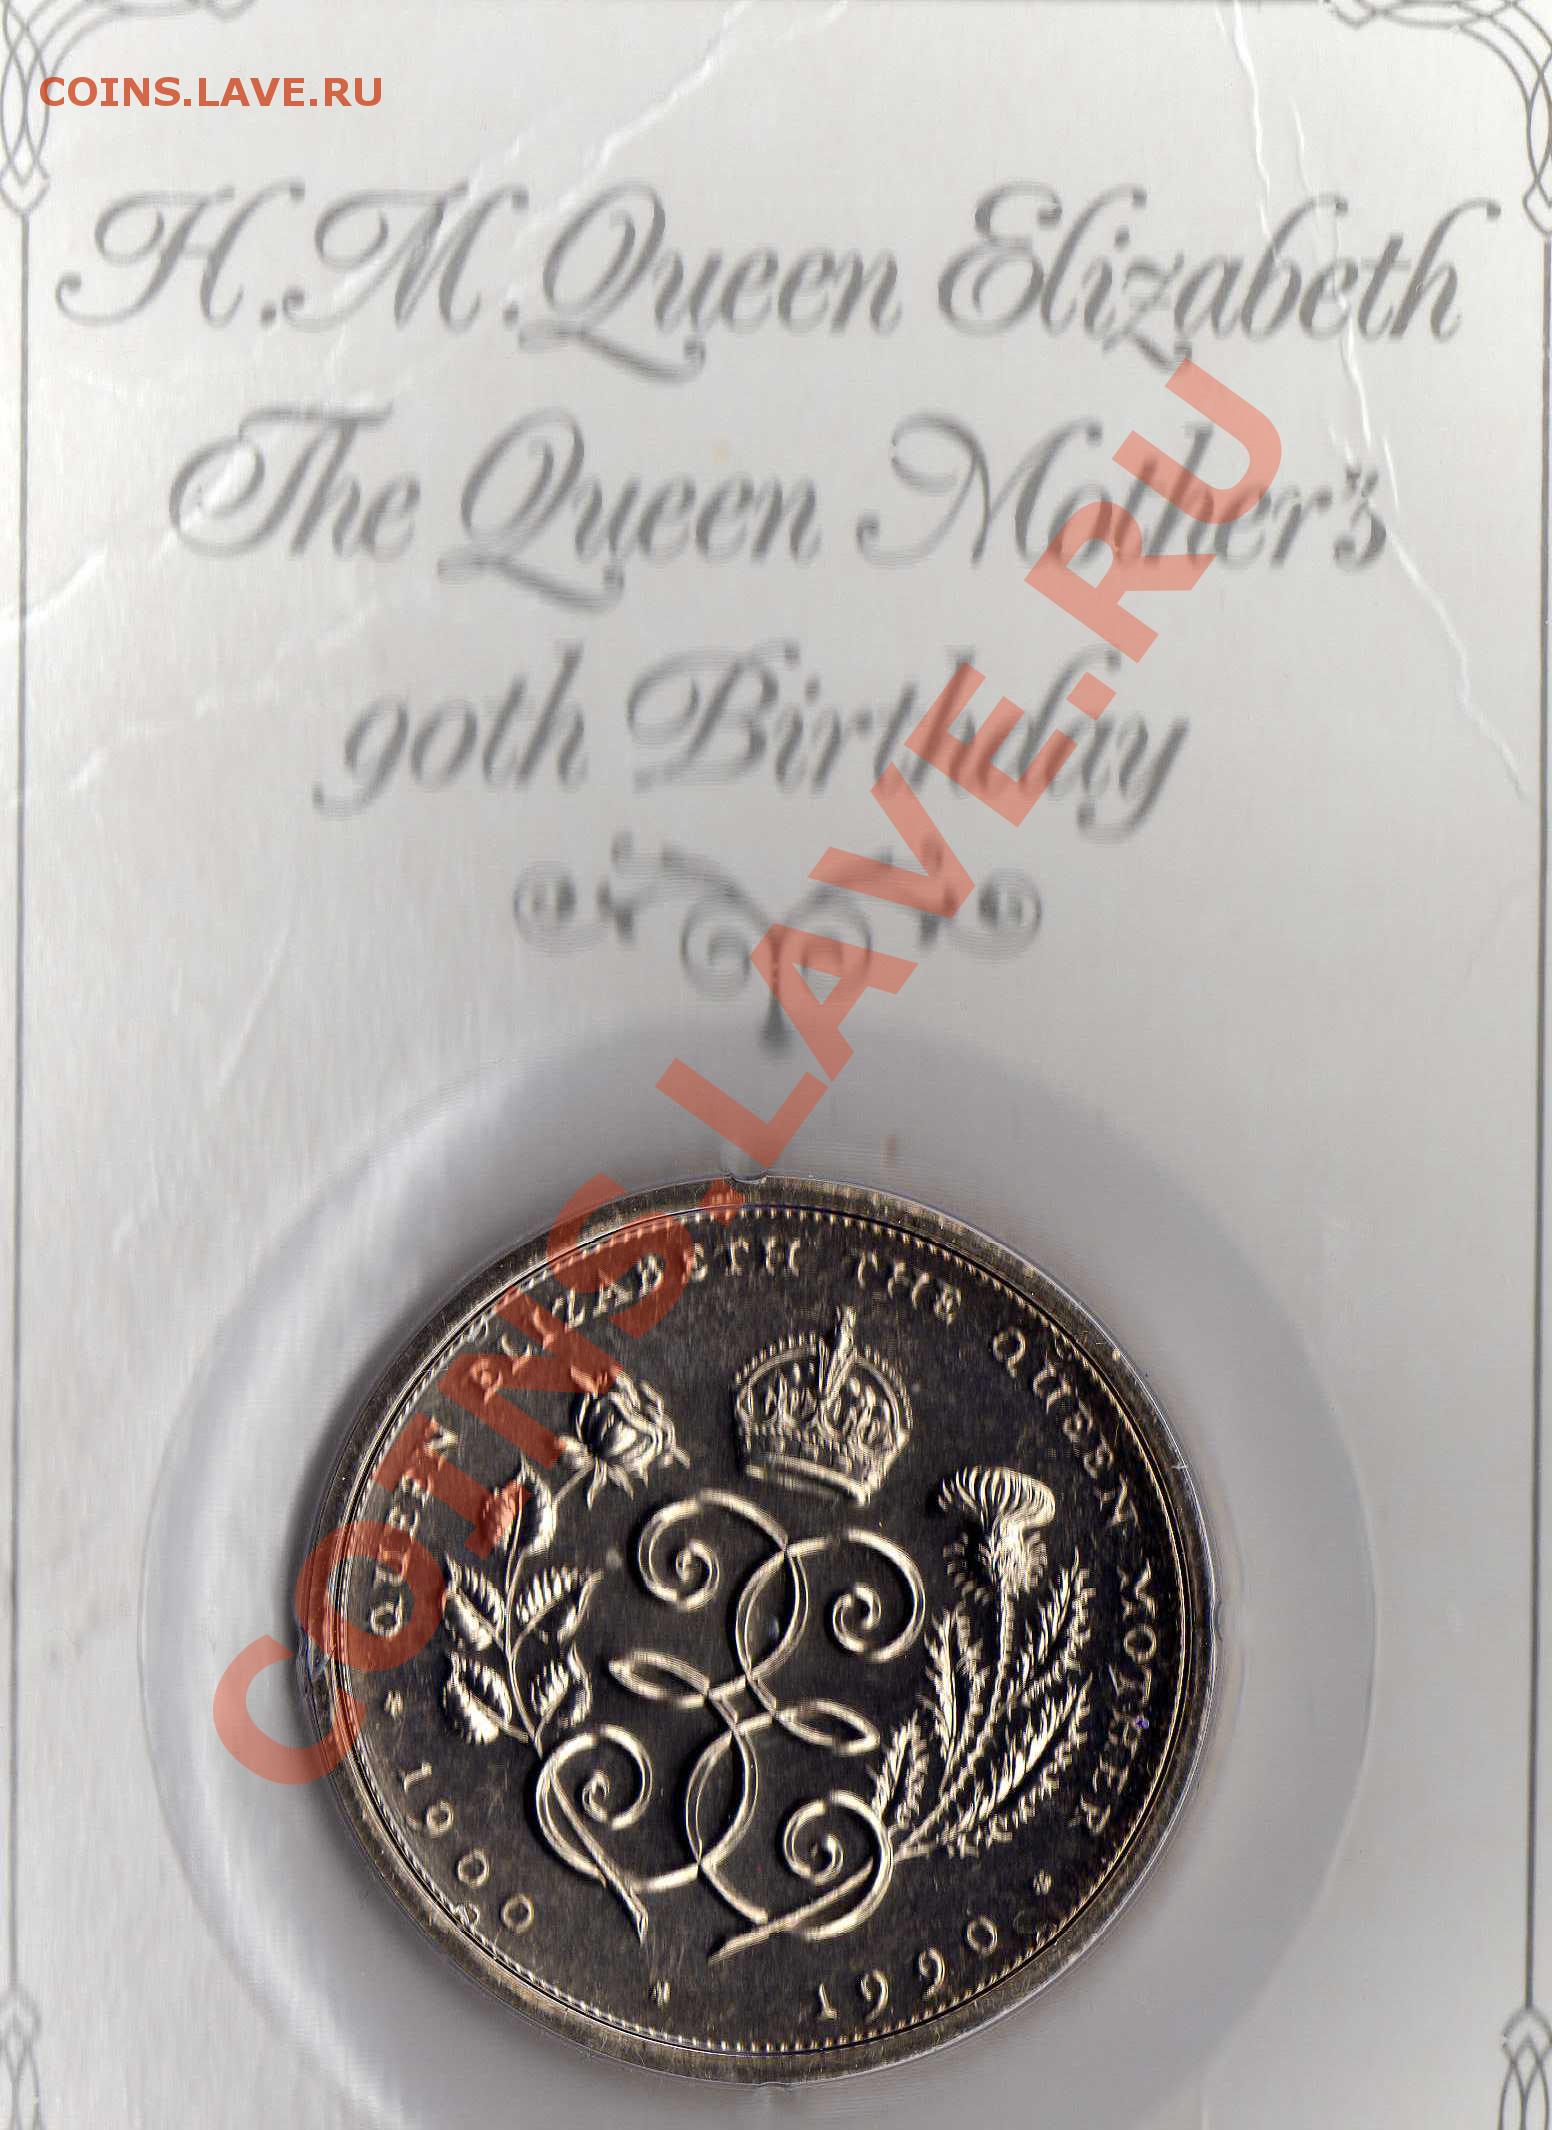 COINS.LAVE.RU
H.M.Queen Elizabeth
The Queen Mother's
90th Birthday
COINS.LAVE.RU
QUEEN ELIZABETH THE QUEEN MOTHER
1900 * 1990